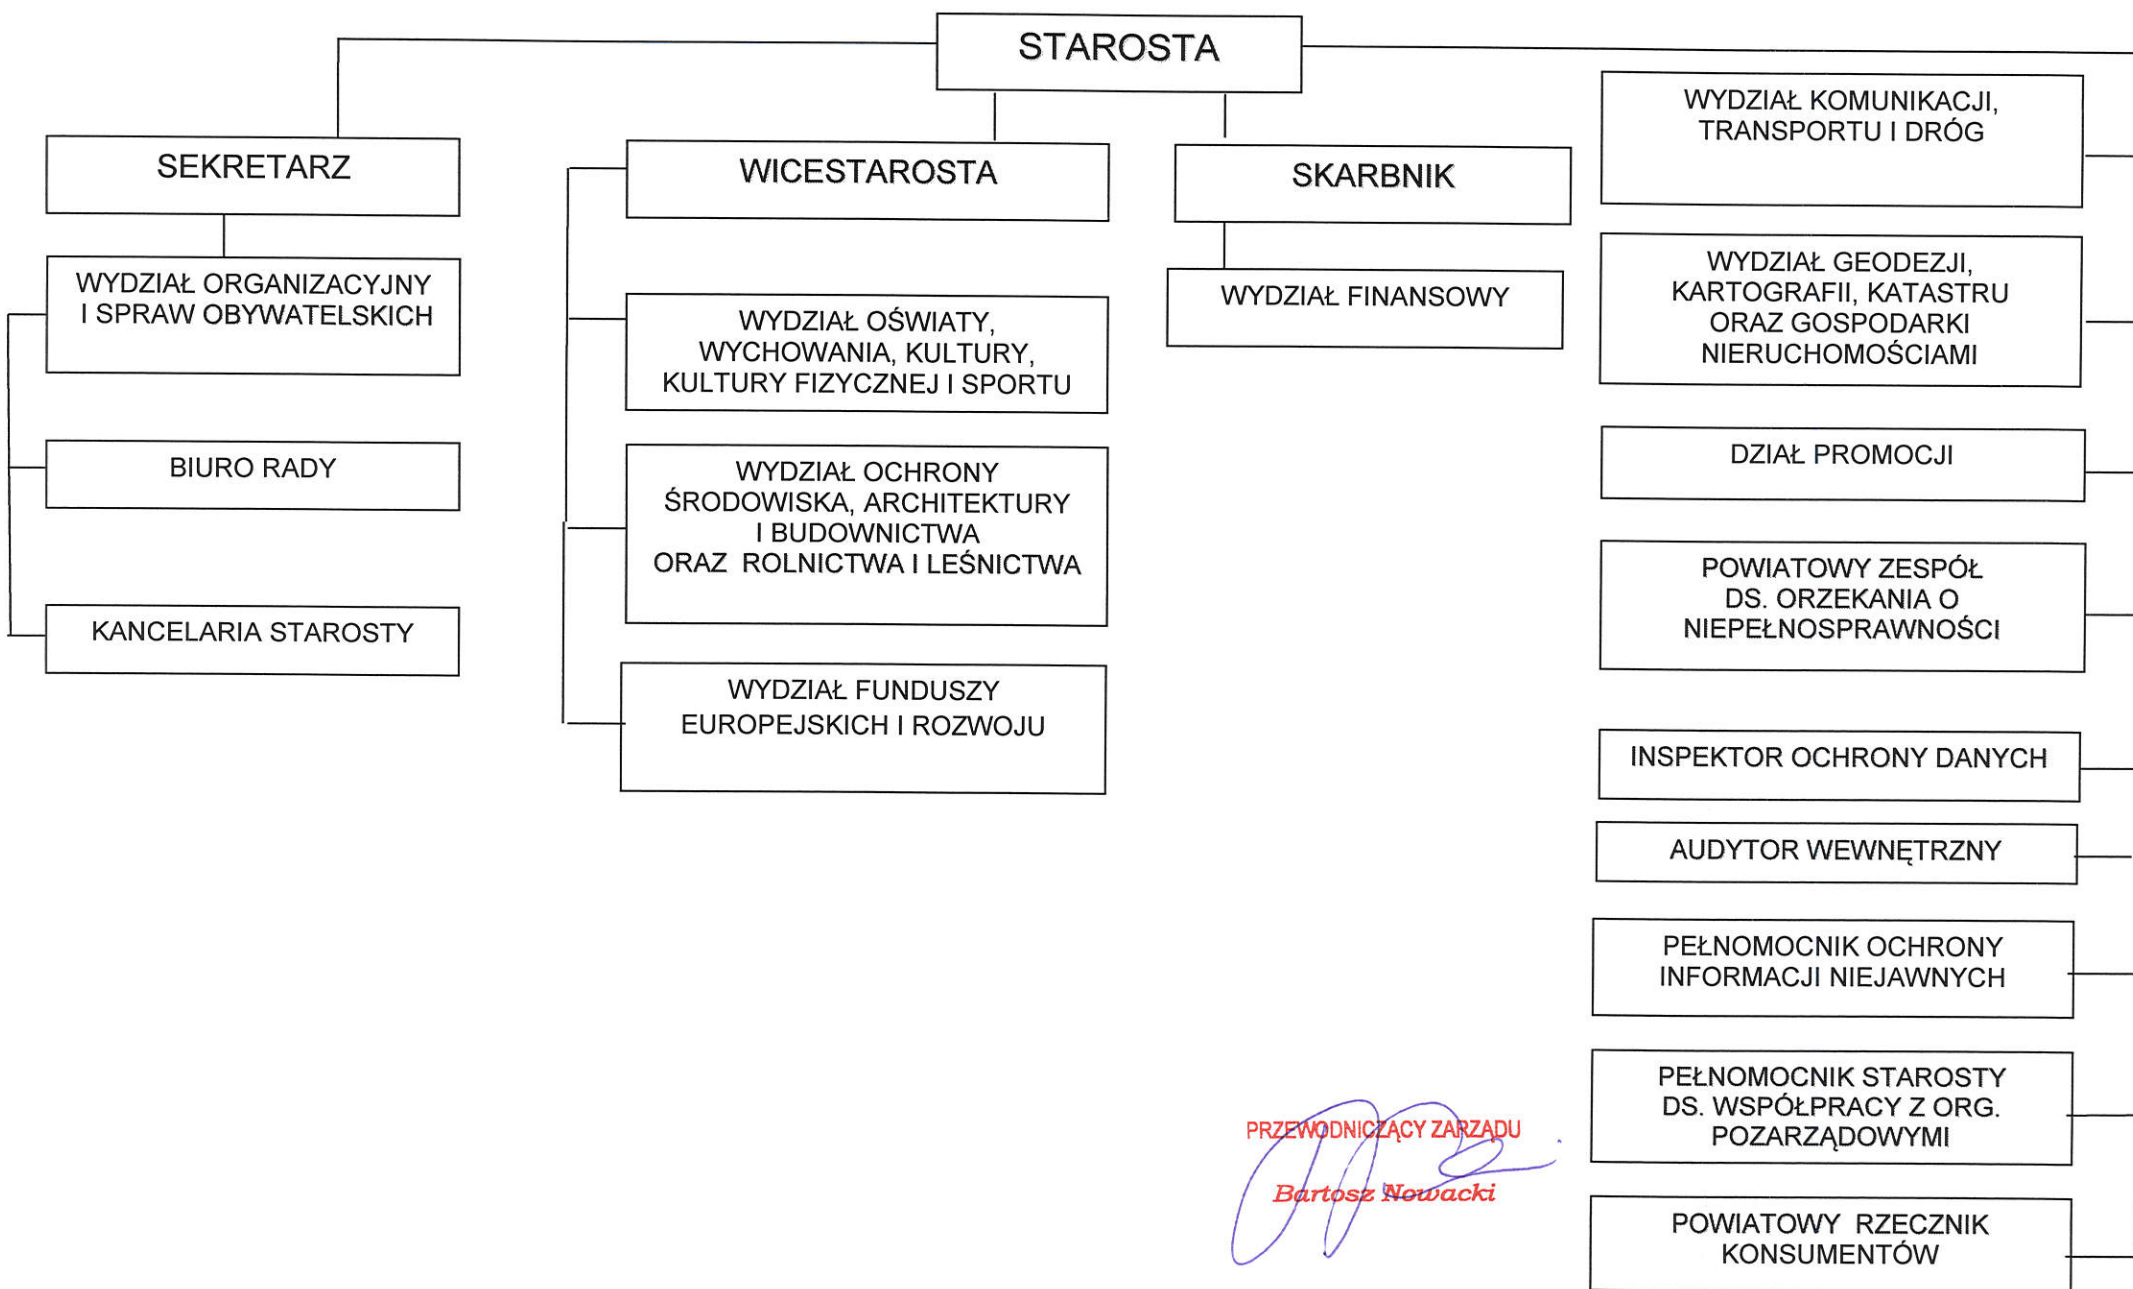 STAROSTA
SEKRETARZ
WYDZIAŁ ORGANIZACYJNY
I SPRAW OBYWATELSKICH
BIURO RADY
KANCELARIA STAROSTY
WICESTAROSTA
WYDZIAŁ OŚWIATY,
WYCHOWANIA, KULTURY,
KULTURY FIZYCZNEJ I SPORTU
WYDZIAŁ OCHRONY
ŚRODOWISKA, ARCHITEKTURY
I BUDOWNICTWA
ORAZ ROLNICTWA I LEŚNICTWA
WYDZIAŁ FUNDUSZY
EUROPEJSKICH I ROZWOJU
SKARBNIK
WYDZIAŁ FINANSOWY
WYDZIAŁ KOMUNIKACJI,
TRANSPORTU I DRÓG
WYDZIAŁ GEODEZJI,
KARTOGRAFII, KATASTRU
ORAZ GOSPODARKI
NIERUCHOMOŚCIAMI
DZIAŁ PROMOCJI
POWIATOWY ZESPÓŁ
DS. ORZEKANIA O
NIEPEŁNOSPRAWNOŚCI
INSPEKTOR OCHRONY DANYCH
AUDYTOR WEWNĘTRZNY
PEŁNOMOCNIK OCHRONY
INFORMACJI NIEJAWNYCH
PEŁNOMOCNIK STAROSTY
DS. WSPÓŁPRACY Z ORG.
POZARZĄDOWYMI
POWIATOWY RZECZNIK
KONSUMENTÓW
PRZEWODNICZĄCY ZARZĄDU
Bartosz Nowacki